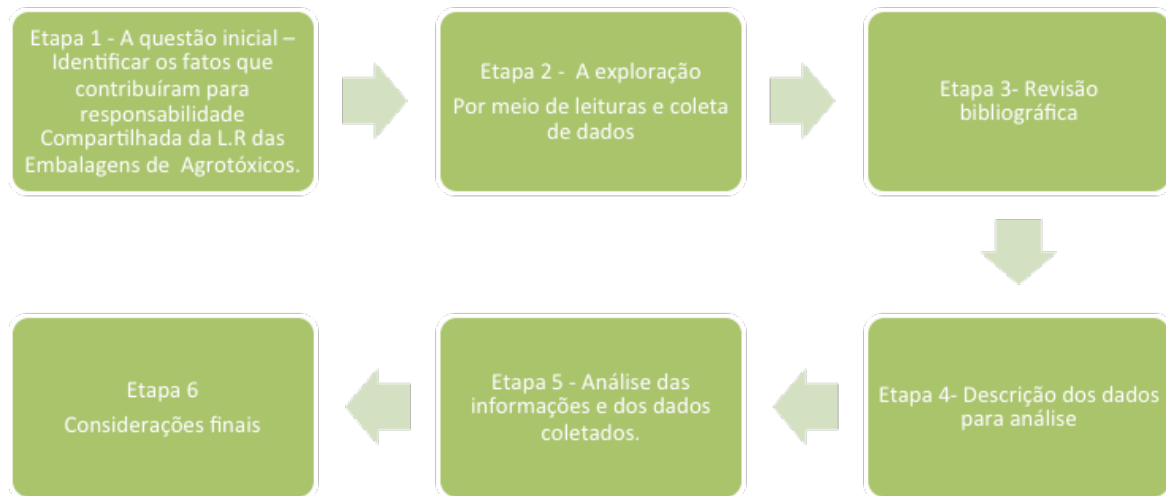 Etapa 1 - A questão inicial –
Identificar os fatos que
contribuíram para
responsabilidade
Compartilhada da L.R das
Embalagens de Agrotóxicos.
Etapa 2 - A exploração
Por meio de leituras e coleta
de dados
Etapa 3- Revisão
bibliográfica
Etapa 4- Descrição dos dados
para análise
Etapa 5 - Análise das
informações e dos dados
coletados.
Etapa 6
Considerações finais